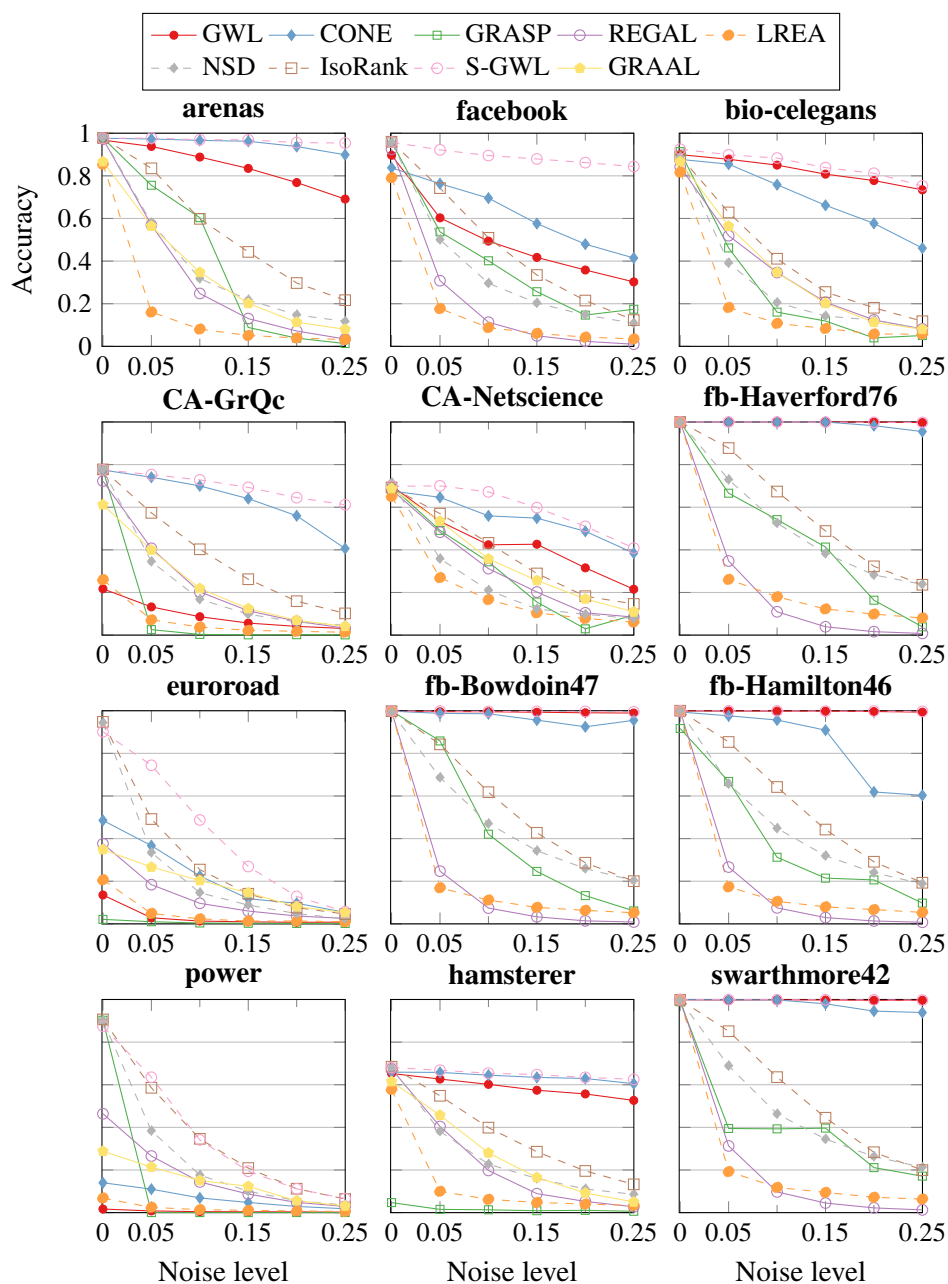 GWL CONE GRASP REGAL LREA
NSD IsoRank S-GWL GRAAL
arenas facebook bio-celegans
1
0.8
0.6
0.4
0.2
0
Accuracy
0 0.05 0.15 0.25 0 0.05 0.15 0.25 0 0.05 0.15 0.25
CA-GrQc CA-Netscience fb-Haverford76
0 0.05 0.15 0.25 0 0.05 0.15 0.25 0 0.05 0.15 0.25
euroroad fb-Bowdoin47 fb-Hamilton46
0 0.05 0.15 0.25 0 0.05 0.15 0.25 0 0.05 0.15 0.25
power hamsterer swarthmore42
0 0.05 0.15 0.25 0 0.05 0.15 0.25 0 0.05 0.15 0.25
Noise level Noise level Noise level